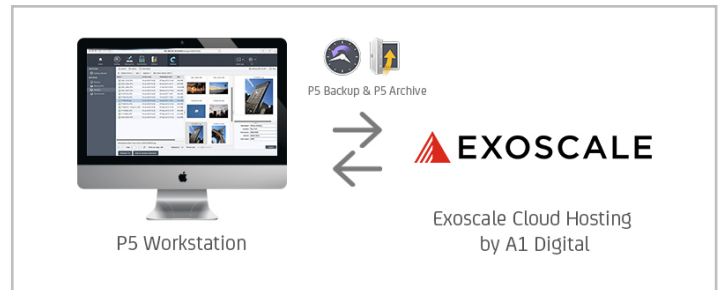 P5 Backup & P5 Archive
EXOSCALE
P5 Workstation
Exoscale Cloud Hosting
by A1 Digital